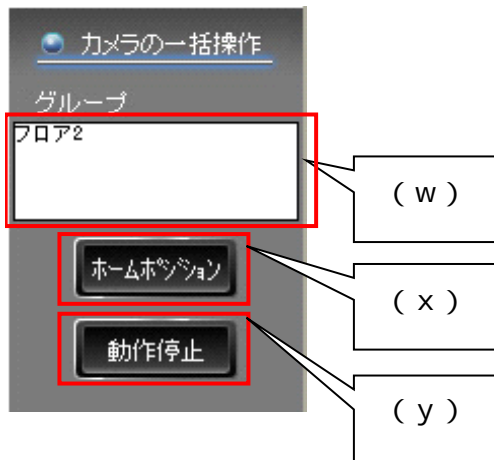 カメラの一括操作
グループ
フロア2
(w)
ホームポジション
(x)
動作停止
(y)